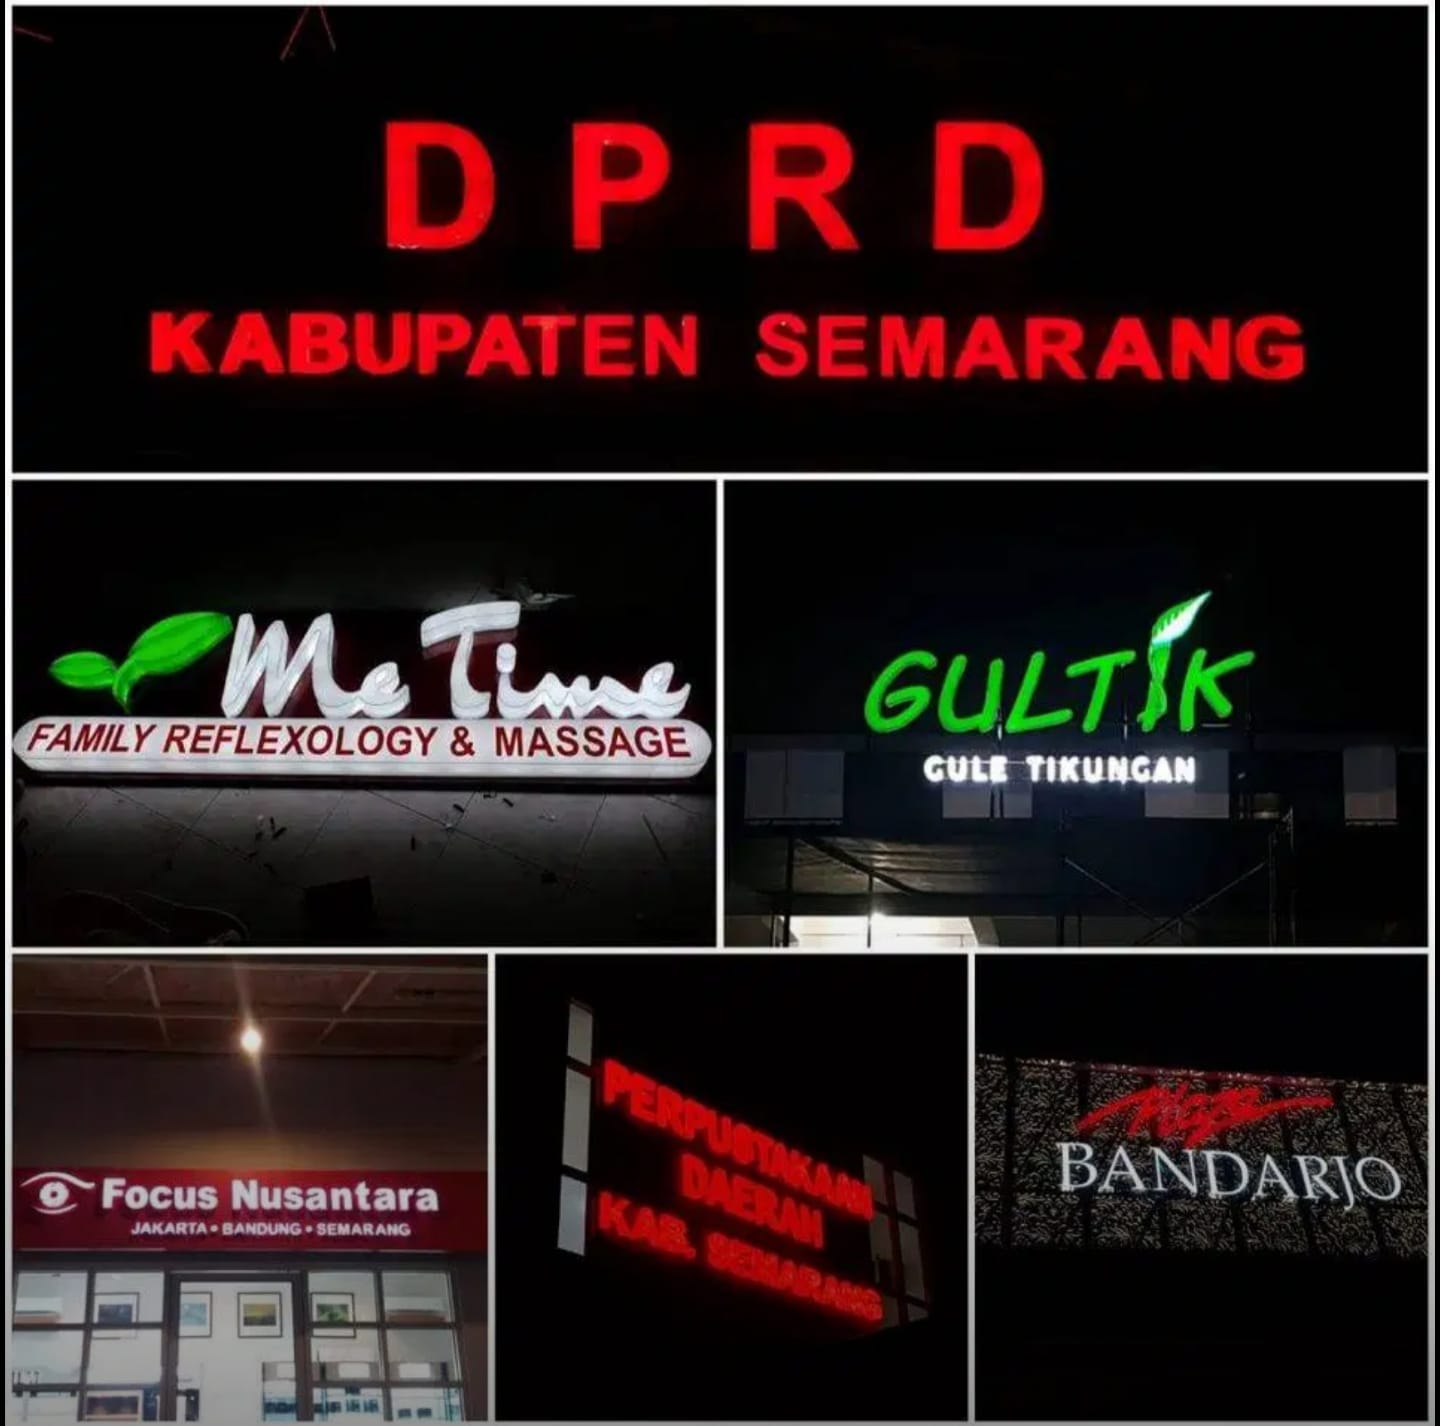 DPRD
KABUPATEN SEMARANG
Me Time
FAMILY REFLEXOLOGY & MASSAGE
GULTIK
GULE TIKUNGAN
Focus Nusantara
JAKARTA • BANDUNG • SEMARANG
PERPUSTAKAAN
DAERAH
KAB. SEMARANG
Plaza
BANDARJO